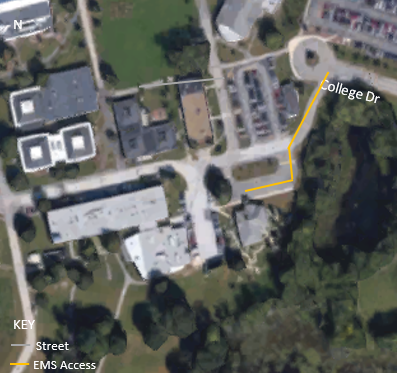 N
College Dr
KEY
Street
EMS Access